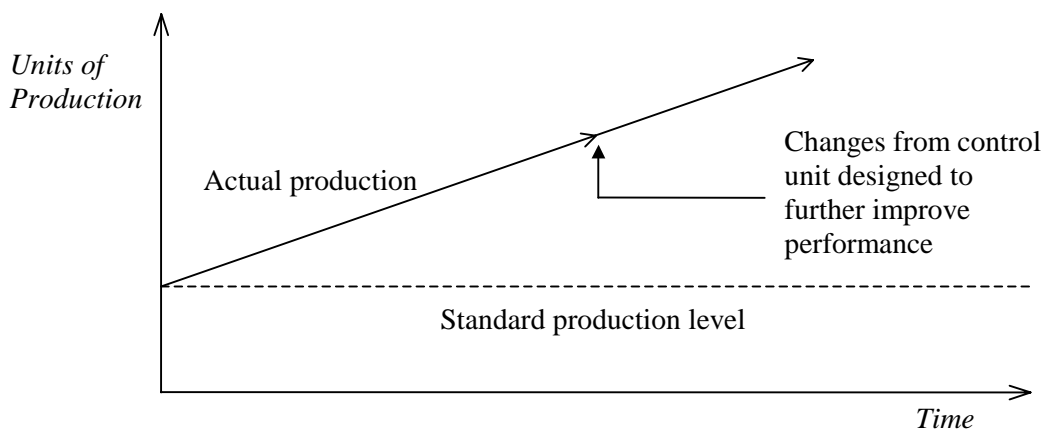 Units of
Production
Actual production
Changes from control
unit designed to
further improve
performance
Standard production level
Time